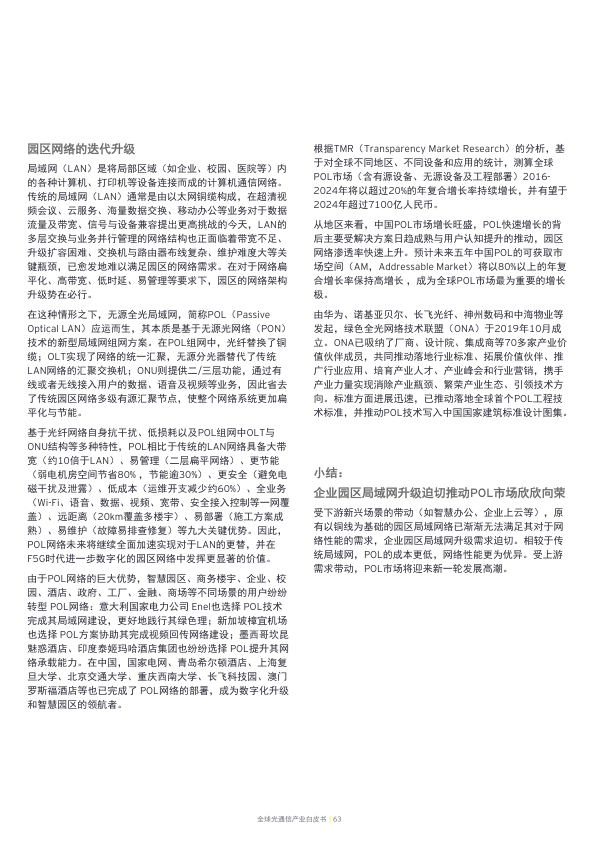 园区网络的迭代升级
局域网（LAN）是将局部区域（如企业、校园、医院等）内
的各种计算机、打印机等设备连接而成的计算机通信网络。
传统的局域网（LAN）通常是由以太网铜缆构成，在超清视
频会议、云服务、海量数据交换、移动办公等业务对于数据
流量及带宽、信号与设备兼容提出更高挑战的今天，LAN的
多层交换与业务并行管理的网络结构也正面临着带宽不足、
升级扩容困难、交换机与路由器布线复杂、维护难度大等关
键瓶颈，已愈发地难以满足园区的网络需求。在对于网络扁
平化、高带宽、低时延、易管理等要求下，园区的网络架构
升级势在必行。
在这种情形之下，无源全光局域网，简称POL（Passive
Optical LAN）应运而生，其本质是基于无源光网络（PON）
技术的新型局域网组网方案。在POL组网中，光纤替换了铜
缆；OLT实现了网络的统一汇聚，无源分光器替代了传统
LAN网络的汇聚交换机；ONU则提供二/三层功能，通过有
线或者无线接入用户的数据、语音及视频等业务，因此省去
了传统园区网络多级有源汇聚节点，使整个网络系统更加扁
平化与节能。
基于光纤网络自身抗干扰、低损耗以及POL组网中OLT与
ONU结构等多种特性，POL相比于传统的LAN网络具备大带
宽（约10倍于LAN）、易管理（二层扁平网络）、更节能
（弱电机房空间节省80%，节能逾30%）、更安全（避免电
磁干扰及泄露）、低成本（运维开支减少约60%）、全业务
（Wi-Fi、语音、数据、视频、宽带、安全接入控制等一网覆
盖）、远距离（20km覆盖多楼宇）、易部署（施工方案成
熟）、易维护（故障易排查修复）等九大关键优势。因此，
POL网络未来将继续全面加速实现对于LAN的更替，并在
F5G时代进一步数字化的园区网络中发挥更显著的价值。
由于POL网络的巨大优势，智慧园区、商务楼宇、企业、校
园、酒店、政府、工厂、金融、商场等不同场景的用户纷纷
转型 POL网络：意大利国家电力公司 Enel也选择 POL技术
完成其局域网建设，更好地践行其绿色理；新加坡樟宜机场
也选择 POL方案协助其完成视频回传网络建设；墨西哥坎昆
魅惑酒店、印度泰姬玛哈酒店集团也纷纷选择 POL提升其网
络承载能力。在中国，国家电网、青岛希尔顿酒店、上海复
旦大学、北京交通大学、重庆西南大学、长飞科技园、澳门
罗斯福酒店等也已完成了 POL网络的部署，成为数字化升级
和智慧园区的领航者。
根据TMR（Transparency Market Research）的分析，基
于对全球不同地区、不同设备和应用的统计，测算全球
POL市场（含有源设备、无源设备及工程部署）2016-
2024年将以超过20%的年复合增长率持续增长，并有望于
2024年超过7100亿人民币。
从地区来看，中国POL市场增长旺盛，POL快速增长的背
后主要受解决方案日趋成熟与用户认知提升的推动，园区
网络渗透率快速上升。预计未来五年中国POL的可获取市
场空间（AM，Addressable Market）将以80%以上的年复
合增长率保持高增长，成为全球POL市场最为重要的增长
极。
由华为、诺基亚贝尔、长飞光纤、神州数码和中海物业等
发起，绿色全光网络技术联盟（ONA）于2019年10月成
立。ONA已吸纳了厂商、设计院、集成商等70多家产业价
值伙伴成员，共同推动落地行业标准、拓展价值伙伴、推
广行业应用、培育产业人才、产业峰会和行业营销，携手
产业力量实现消除产业瓶颈、繁荣产业生态、引领技术方
向。标准方面进展迅速，已推动落地全球首个POL工程技
术标准，并推动POL技术写入中国国家建筑标准设计图集。
小结：
企业园区局域网升级迫切推动POL市场欣欣向荣
受下游新兴场景的带动（如智慧办公、企业上云等），原
有以铜线为基础的园区局域网络已渐渐无法满足其对于网
络性能的需求，企业园区局域网升级需求迫切。相较于传
统局域网，POL的成本更低，网络性能更为优异。受上游
需求带动，POL市场将迎来新一轮发展高潮。
全球光通信产业白皮书 | 63